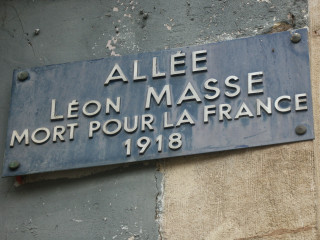 ALLÉE
LÉON MASSE
MORT POUR LA FRANCE
1918